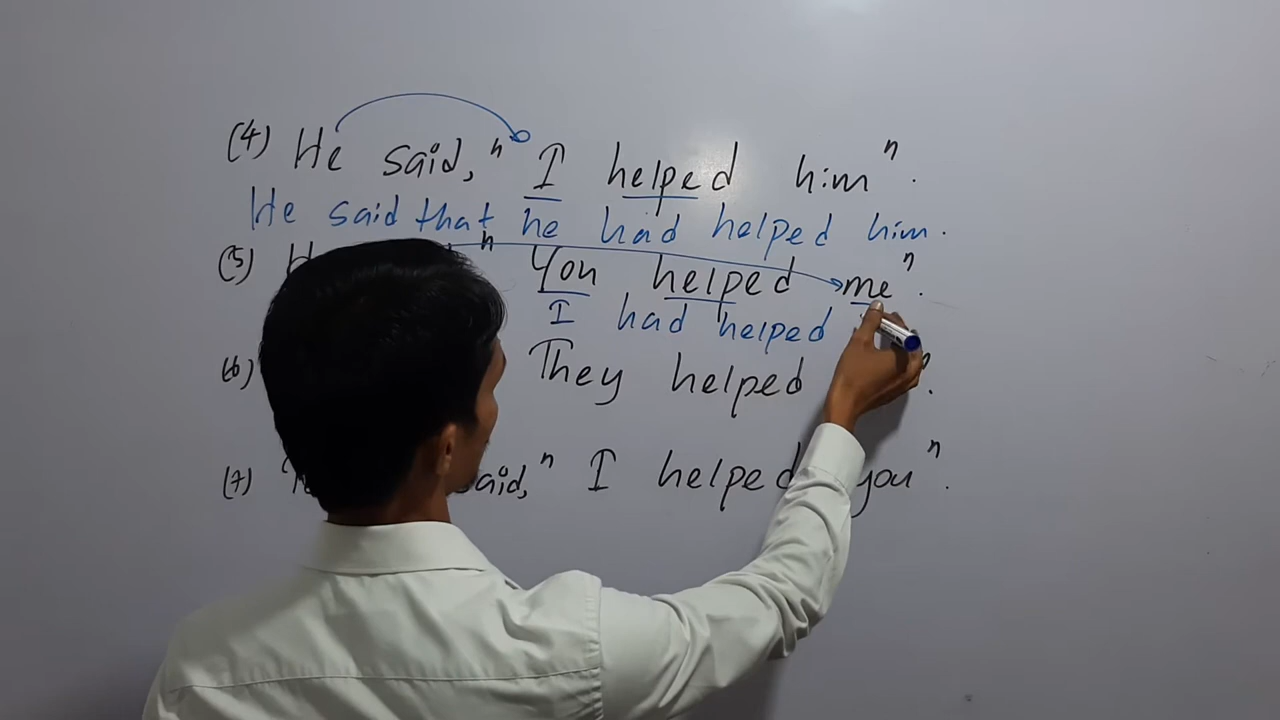 (4) He said, "I helped him".
He said that he had helped him.
(5) "You helped me".
I had helped
(6) They helped ".
(7) said, "I helped you".